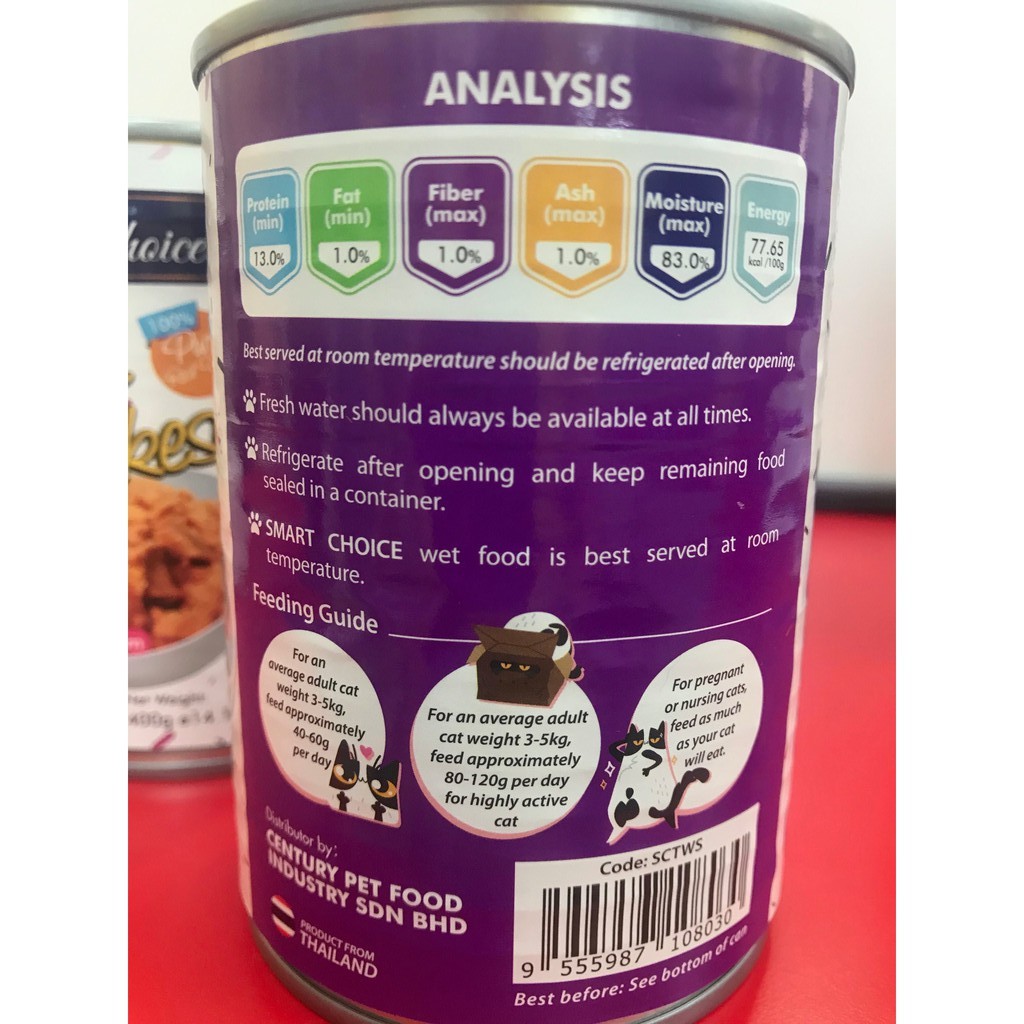 ANALYSIS
Protein
(min)
13.0%
Fat
(min)
1.0%
Fiber
(max)
1.0%
Ash
(max)
1.0%
Moisture
(max)
83.0%
Energy
77.65
kcal /100g
Best served at room temperature should be refrigerated after opening.
Fresh water should always be available at all times.
Refrigerate after opening and keep remaining food
sealed in a container.
SMART CHOICE wet food is best served at room
temperature.
Feeding Guide
For an
average adult cat
weight 3-5kg,
feed approximately
40-60g
per day
For an average adult
cat weight 3-5kg,
feed approximately
80-120g per day
for highly active
cat
For pregnant
or nursing cats,
feed as much
as your cat
will eat.
Distributor by:
CENTURY PET FOOD
INDUSTRY SDN BHD
PRODUCT FROM
THAILAND
Code: SCTWS
9 555987 108030
Best before: See bottom of can
hoice
100%
kes
Weight
400g